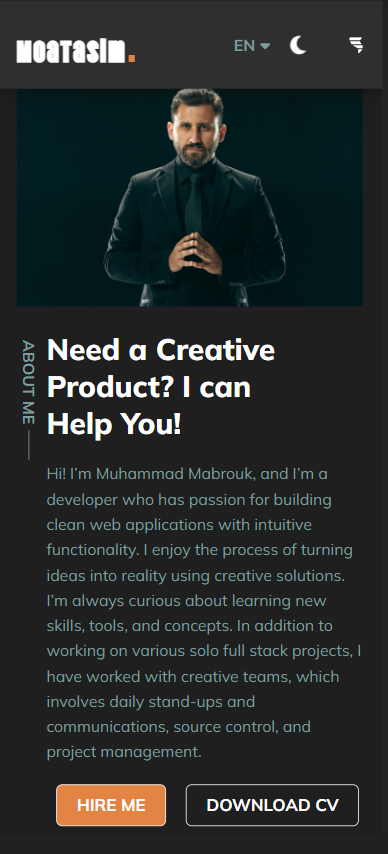 Moatasim.
EN
Need a Creative
Product? I can
Help You!
ABOUT ME
Hi! I’m Muhammad Mabrouk, and I’m a
developer who has passion for building
clean web applications with intuitive
functionality. I enjoy the process of turning
ideas into reality using creative solutions.
I’m always curious about learning new
skills, tools, and concepts. In addition to
working on various solo full stack projects, I
have worked with creative teams, which
involves daily stand-ups and
communications, source control, and
project management.
HIRE ME
DOWNLOAD CV